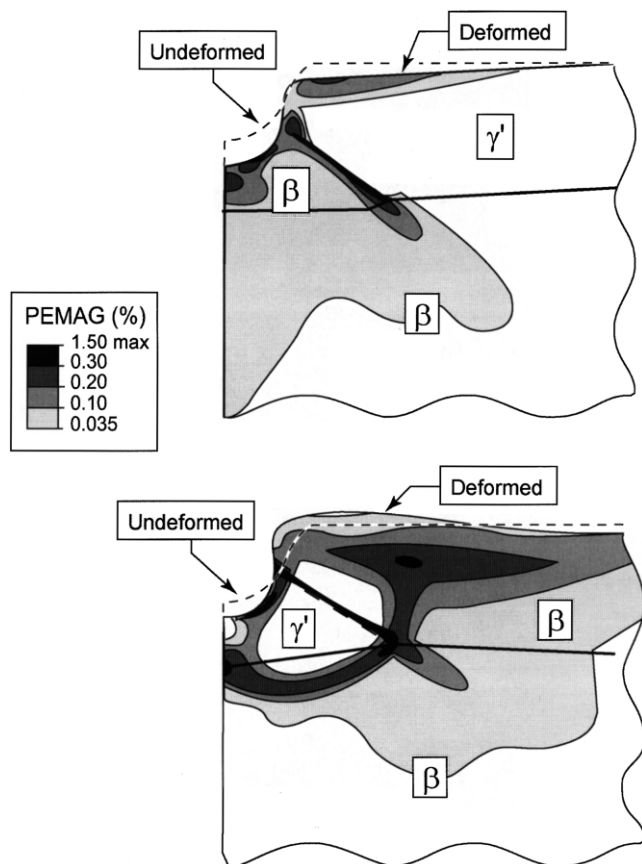 Undeformed
Deformed
γ'
β
β
PEMAG (%)
1.50 max
0.30
0.20
0.10
0.035
Undeformed
Deformed
γ'
β
β